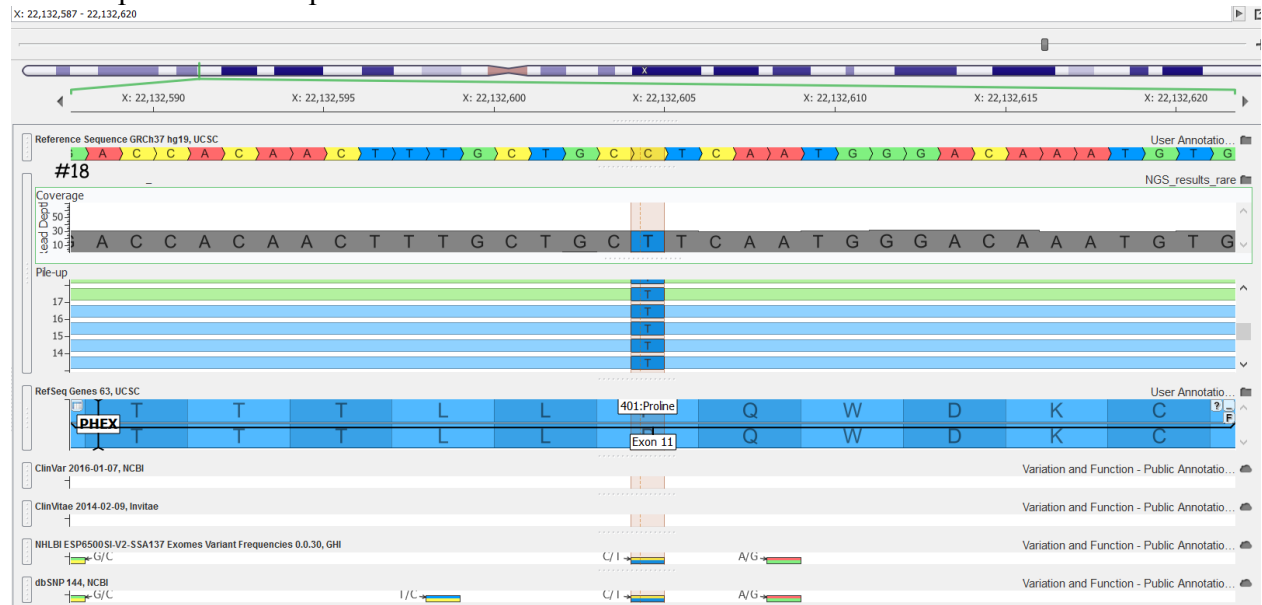 X: 22,132,587 - 22,132,620
X
X: 22,132,590 X: 22,132,595 X: 22,132,600 X: 22,132,605 X: 22,132,610 X: 22,132,615 X: 22,132,620
Reference Sequence GRCh37 hg19, UCSC User Annotatio...
G A C C A C A A C T T T G C T G C C T C A A T G G G A C A A A T G T G
#18
NGS_results_rare
Coverage
Read Depth
50
30
10
A C C A C A A C T T T G C T G C T T C A A T G G G A C A A A T G T G
Pile-up
T
17
T
16
T
15
T
14
T
RefSeq Genes 63, UCSC User Annotatio...
T T T L L 401:Proline Q W D K C ?
PHEX F
T T T L L Exon 11 Q W D K C
ClinVar 2016-01-07, NCBI Variation and Function - Public Annotatio...
ClinVitae 2014-02-09, Invitae Variation and Function - Public Annotatio...
NHLBI ESP6500SI-V2-SSA137 Exomes Variant Frequencies 0.0.30, GHI Variation and Function - Public Annotatio...
G/C C/T A/G
dbSNP 144, NCBI Variation and Function - Public Annotatio...
G/C T/C C/T A/G